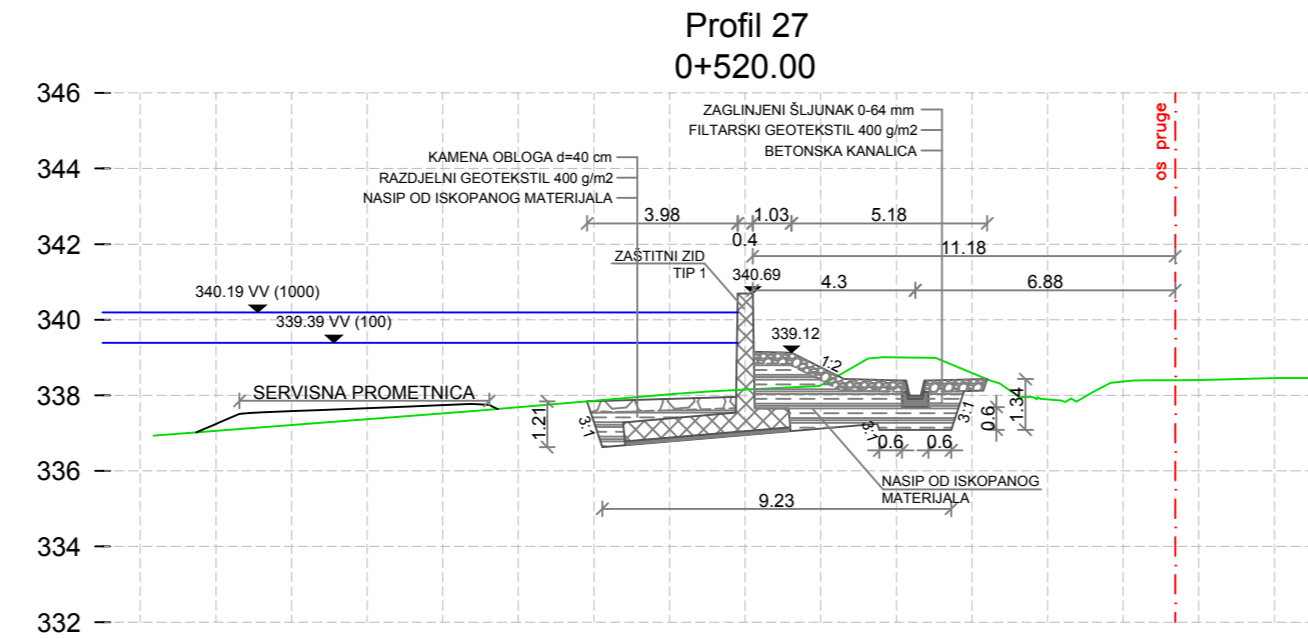 Profil 27
0+520.00
346
344
342
340
338
336
334
332
ZAGLINJENI ŠLJUNAK 0-64 mm
FILTARSKI GEOTEKSTIL 400 g/m2
BETONSKA KANALICA
KAMENA OBLOGA d=40 cm
RAZDJELNI GEOTEKSTIL 400 g/m2
NASIP OD ISKOPANOG MATERIJALA
os pruge
3.98
1.03
5.18
0.4
11.18
ZAŠTITNI ZID
TIP 1
340.69
4.3
6.88
340.19 VV (1000)
339.39 VV (100)
339.12
1:2
SERVISNA PROMETNICA
1.21
3:1
3:1
3:1
0.6
0.6
0.6
1.34
NASIP OD ISKOPANOG
MATERIJALA
9.23